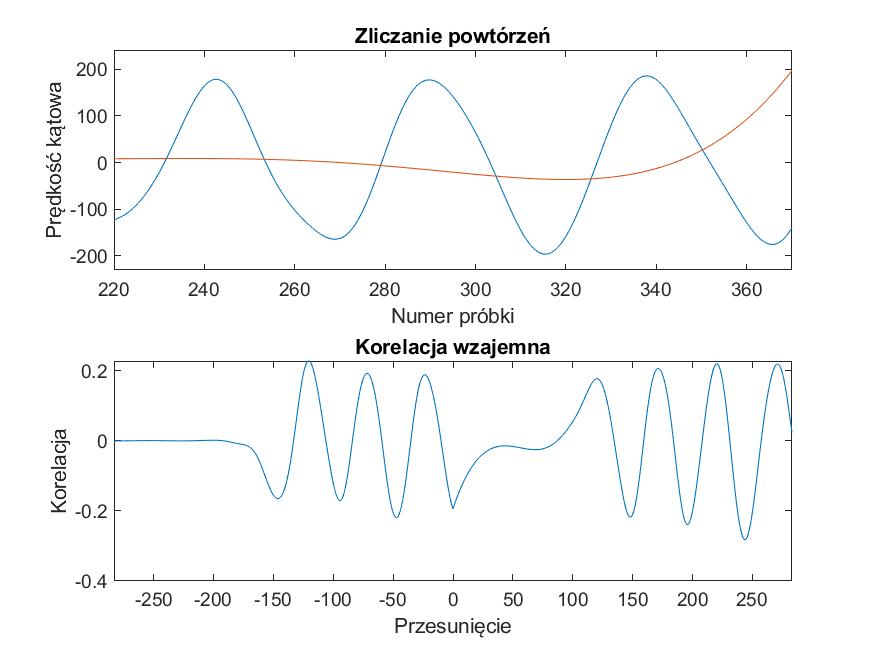 Zliczanie powtórzeń
200
100
0
-100
-200
Prędkość kątowa
220 240 260 280 300 320 340 360
Numer próbki
Korelacja wzajemna
0.2
0
-0.2
-0.4
Korelacja
-250 -200 -150 -100 -50 0 50 100 150 200 250
Przesunięcie